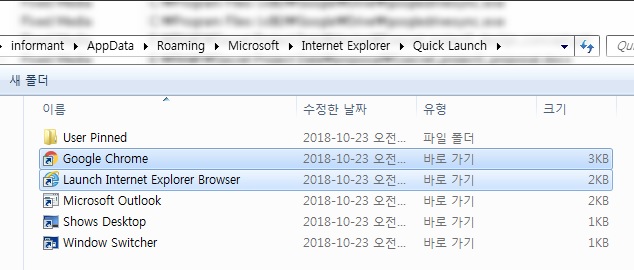 informant ▸ AppData ▸ Roaming ▸ Microsoft ▸ Internet Explorer ▸ Quick Launch ▸
새 폴더
이름 수정한 날짜 유형 크기
User Pinned 2018-10-23 오전... 파일 폴더
Google Chrome 2018-10-23 오전... 바로 가기 3KB
Launch Internet Explorer Browser 2018-10-23 오전... 바로 가기 2KB
Microsoft Outlook 2018-10-23 오전... 바로 가기 2KB
Shows Desktop 2018-10-23 오전... 바로 가기 1KB
Window Switcher 2018-10-23 오전... 바로 가기 1KB